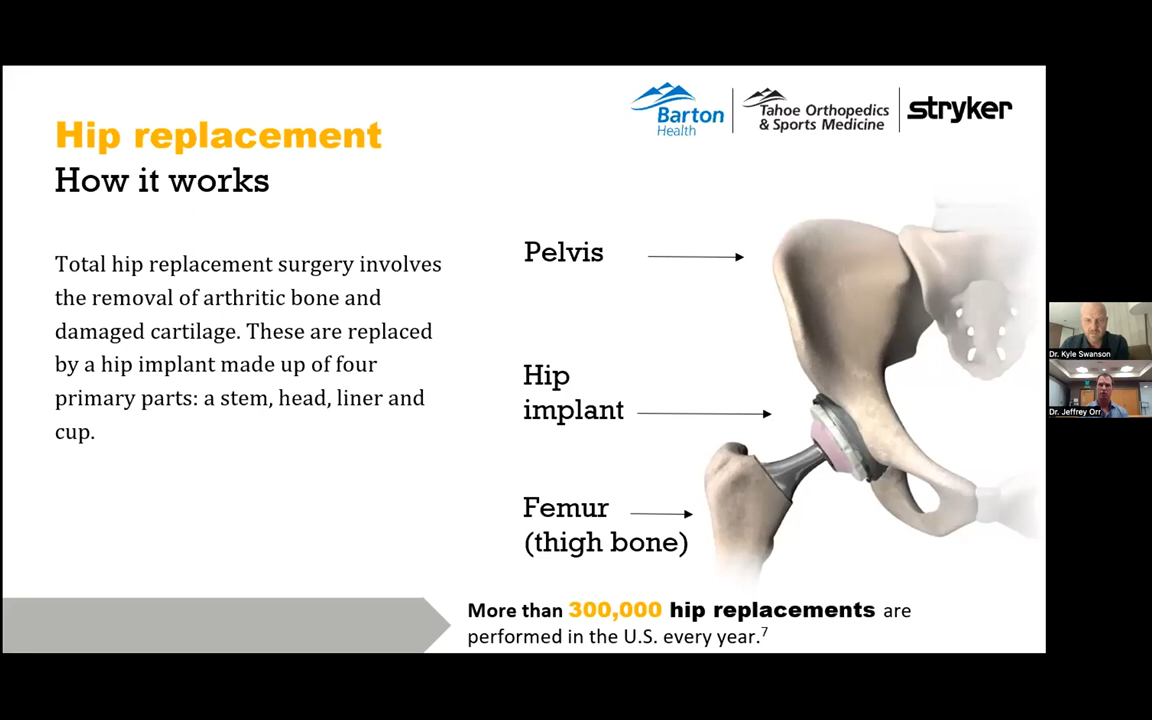 Barton
Health
Tahoe Orthopedics
& Sports Medicine
stryker
Hip replacement
How it works
Total hip replacement surgery involves
the removal of arthritic bone and
damaged cartilage. These are replaced
by a hip implant made up of four
primary parts: a stem, head, liner and
cup.
Pelvis
Hip
implant
Femur
(thigh bone)
More than 300,000 hip replacements are
performed in the U.S. every year.7
Dr. Kyle Swanson
Dr. Jeffrey Orr